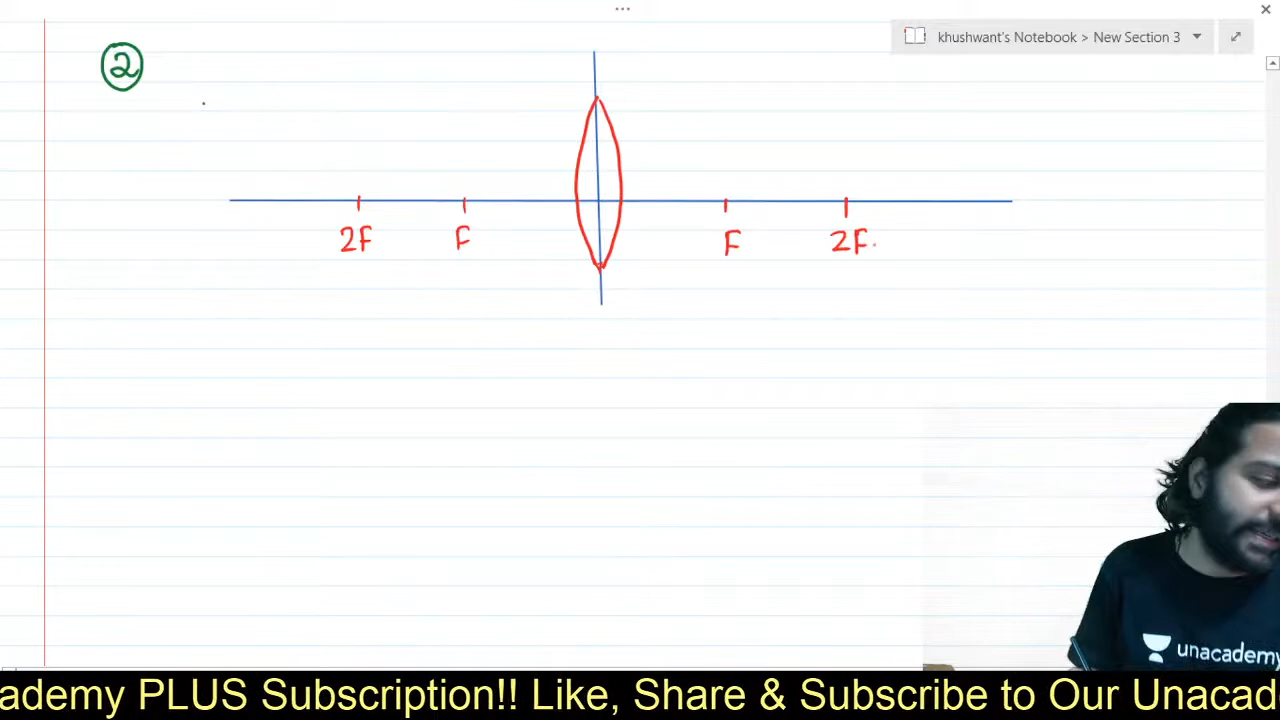 khushwant's Notebook > New Section 3
2
2F F F 2F
unacademy
ademy PLUS Subscription!! Like, Share & Subscribe to Our Unacad